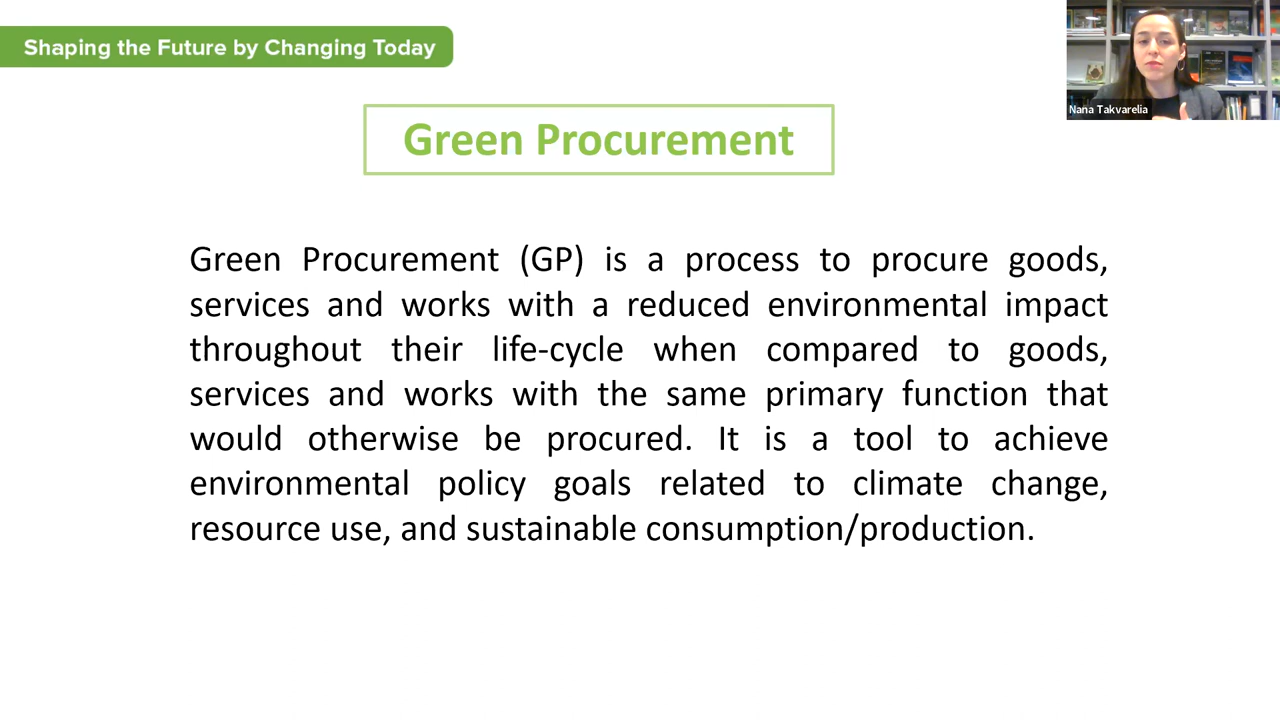 Shaping the Future by Changing Today
Nana Takvarelia
Green Procurement
Green Procurement (GP) is a process to procure goods,
services and works with a reduced environmental impact
throughout their life-cycle when compared to goods,
services and works with the same primary function that
would otherwise be procured. It is a tool to achieve
environmental policy goals related to climate change,
resource use, and sustainable consumption/production.